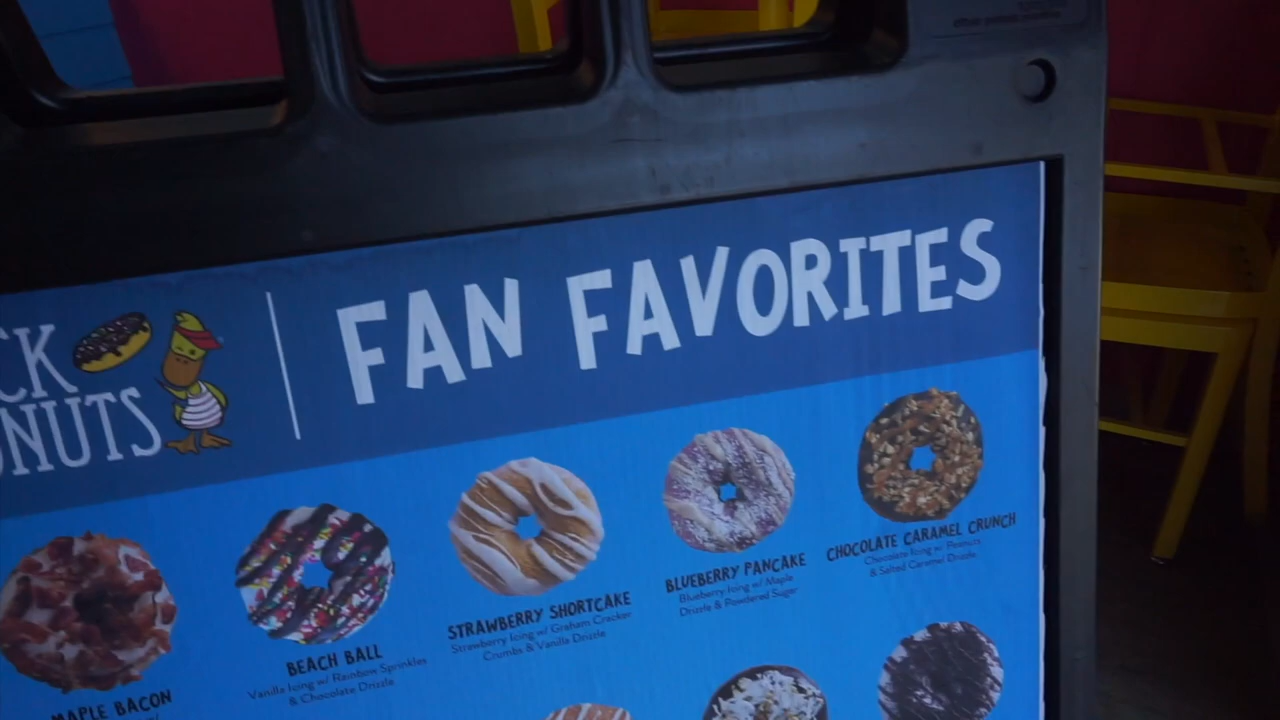 CK
NUTS
FAN FAVORITES
MAPLE BACON
BEACH BALL
Vanilla Icing w/ Rainbow Sprinkles
& Chocolate Drizzle
STRAWBERRY SHORTCAKE
Strawberry Icing w/ Graham Cracker
Crumbs & Vanilla Drizzle
BLUEBERRY PANCAKE
Blueberry Icing w/ Maple
Drizzle & Powdered Sugar
CHOCOLATE CARAMEL CRUNCH
Chocolate Icing w/ Peanuts
& Salted Caramel Drizzle